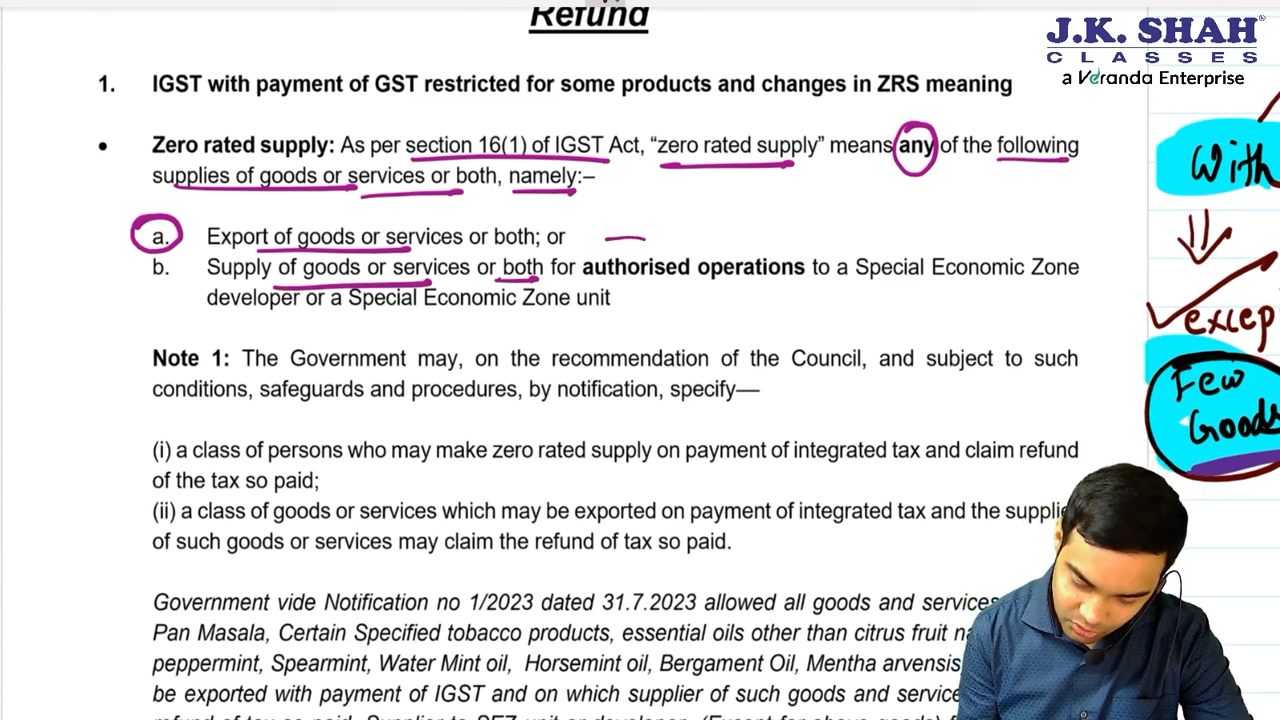 Refund
J.K. SHAH®
CLASSES
a Veranda Enterprise
1. IGST with payment of GST restricted for some products and changes in ZRS meaning
• Zero rated supply: As per section 16(1) of IGST Act, “zero rated supply” means any of the following
supplies of goods or services or both, namely:–
a. Export of goods or services or both; or
b. Supply of goods or services or both for authorised operations to a Special Economic Zone
developer or a Special Economic Zone unit
Note 1: The Government may, on the recommendation of the Council, and subject to such
conditions, safeguards and procedures, by notification, specify—
(i) a class of persons who may make zero rated supply on payment of integrated tax and claim refund
of the tax so paid;
(ii) a class of goods or services which may be exported on payment of integrated tax and the
of such goods or services may claim the refund of tax so paid.
Government vide Notification no 1/2023 dated 31.7.2023 allowed all goods and services
Pan Masala, Certain Specified tobacco products, essential oils other than citrus fruit
peppermint, Spearmint, Water Mint oil, Horsemint oil, Bergament Oil, Mentha arvensis
be exported with payment of IGST and on which supplier of such goods and
With
excep
Few
Goods